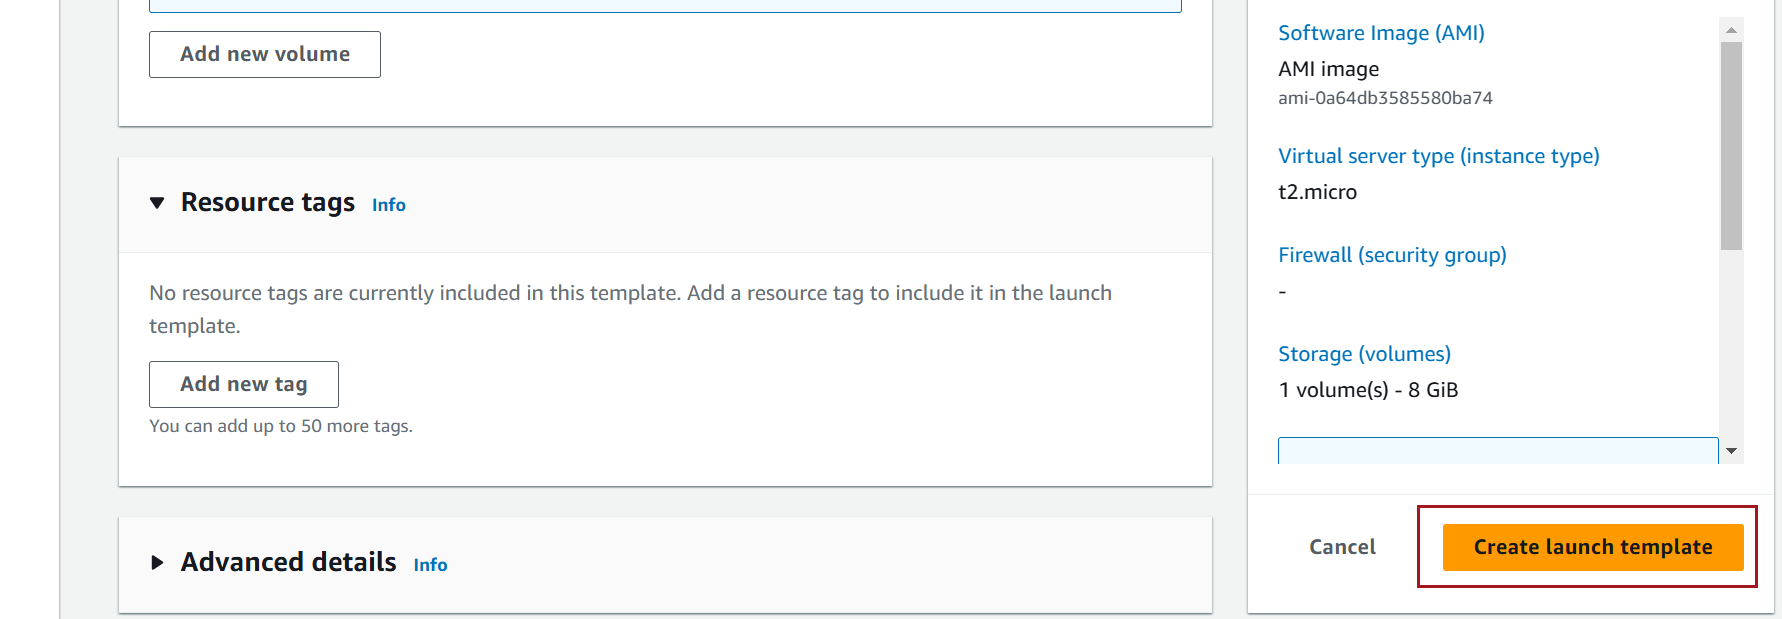 Add new volume
Resource tags Info
No resource tags are currently included in this template. Add a resource tag to include it in the launch
template.
Add new tag
You can add up to 50 more tags.
Advanced details Info
Software Image (AMI)
AMI image
ami-0a64db3585580ba74
Virtual server type (instance type)
t2.micro
Firewall (security group)
-
Storage (volumes)
1 volume(s) - 8 GiB
Cancel
Create launch template